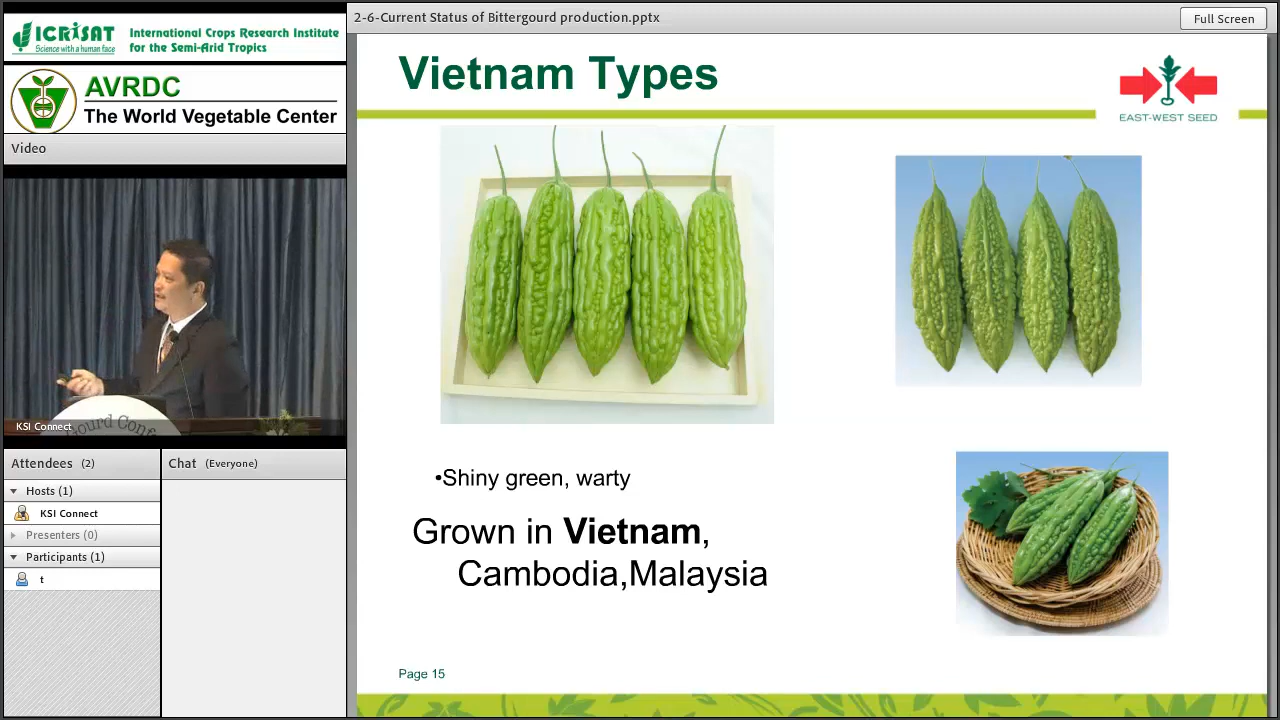 2-6-Current Status of Bittergourd production.pptx
Full Screen
ICRISAT
Science with a human face
International Crops Research Institute
for the Semi-Arid Tropics
AVRDC
The World Vegetable Center
Video
KSI Connect
Gourd Conf
Attendees (2)
Hosts (1)
KSI Connect
Presenters (0)
Participants (1)
t
Chat (Everyone)
Vietnam Types
EAST-WEST SEED
•Shiny green, warty
Grown in Vietnam,
Cambodia,Malaysia
Page 15